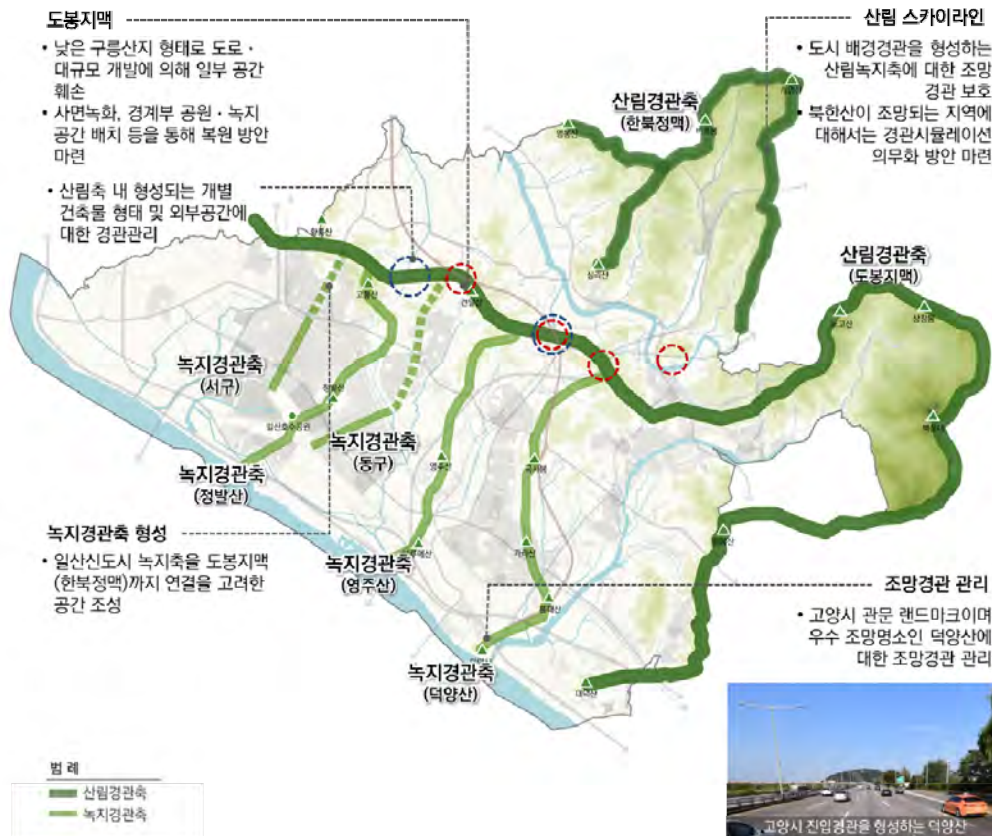 도봉지맥
• 낮은 구릉산지 형태로 도로·
대규모 개발에 의해 일부 공간
훼손
• 사면녹화, 경계부 공원·녹지
공간 배치 등을 통해 복원 방안
마련
• 산림축 내 형성되는 개별
건축물 형태 및 외부공간에
대한 경관관리
산림 스카이라인
• 도시 배경경관을 형성하는
산림녹지축에 대한 조망
경관 보호
• 북한산이 조망되는 지역에
대해서는 경관시뮬레이션
의무화 방안 마련
산림경관축
(한북정맥)
산림경관축
(도봉지맥)
고봉산
정발산
일산호수공원
녹지경관축
(서구)
녹지경관축
(동구)
녹지경관축
(정발산)
영주산
녹지경관축 형성
• 일산신도시 녹지축을 도봉지맥
(한북정맥)까지 연결을 고려한
공간 조성
녹지경관축
(영주산)
녹지경관축
(덕양산)
조망경관 관리
• 고양시 관문 랜드마크이며
우수 조망명소인 덕양산에
대한 조망경관 관리
범 례
산림경관축
녹지경관축
고양시 진입경관을 형성하는 덕양산